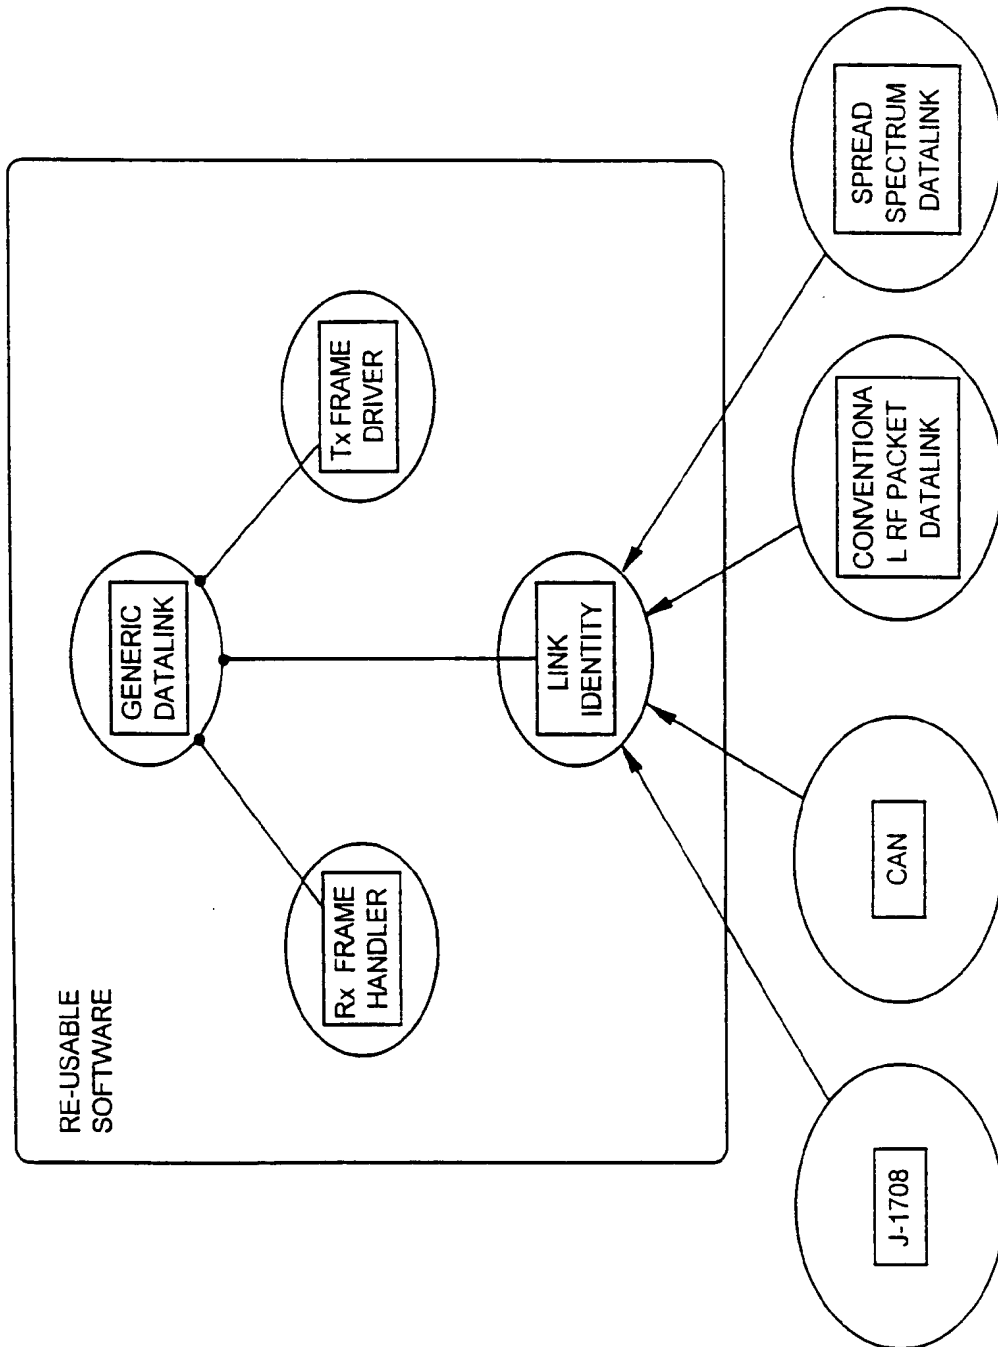 RE-USABLE
SOFTWARE
GENERIC
DATALINK
Rx FRAME
HANDLER
Tx FRAME
DRIVER
LINK
IDENTITY
J-1708
CAN
CONVENTIONA
L RF PACKET
DATALINK
SPREAD
SPECTRUM
DATALINK